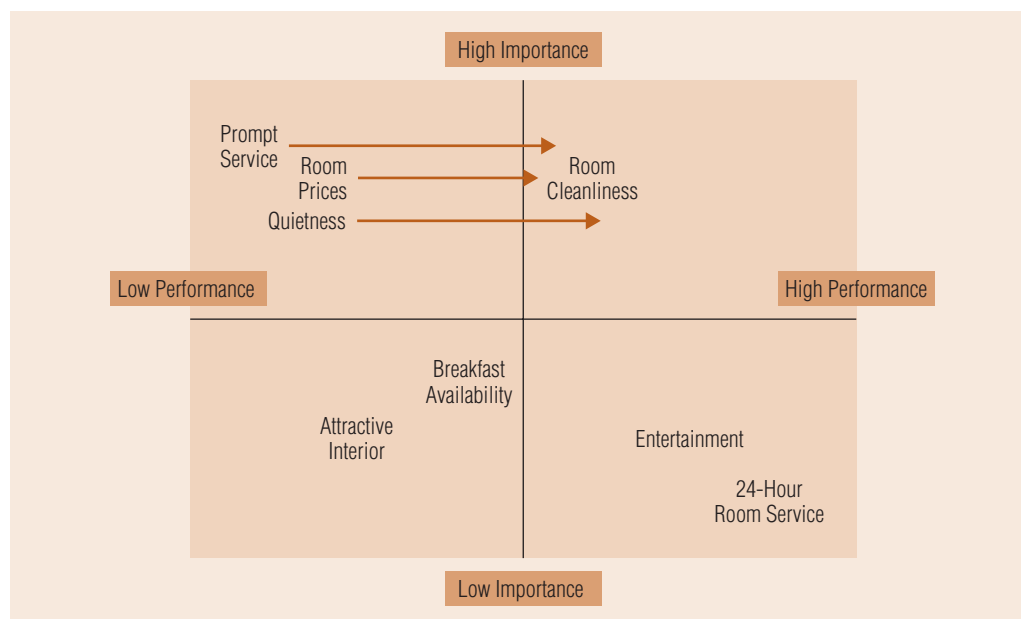 High Importance
Prompt
Service
Room
Prices
Room
Cleanliness
Quietness
Low Performance
High Performance
Breakfast
Availability
Attractive
Interior
Entertainment
24-Hour
Room Service
Low Importance